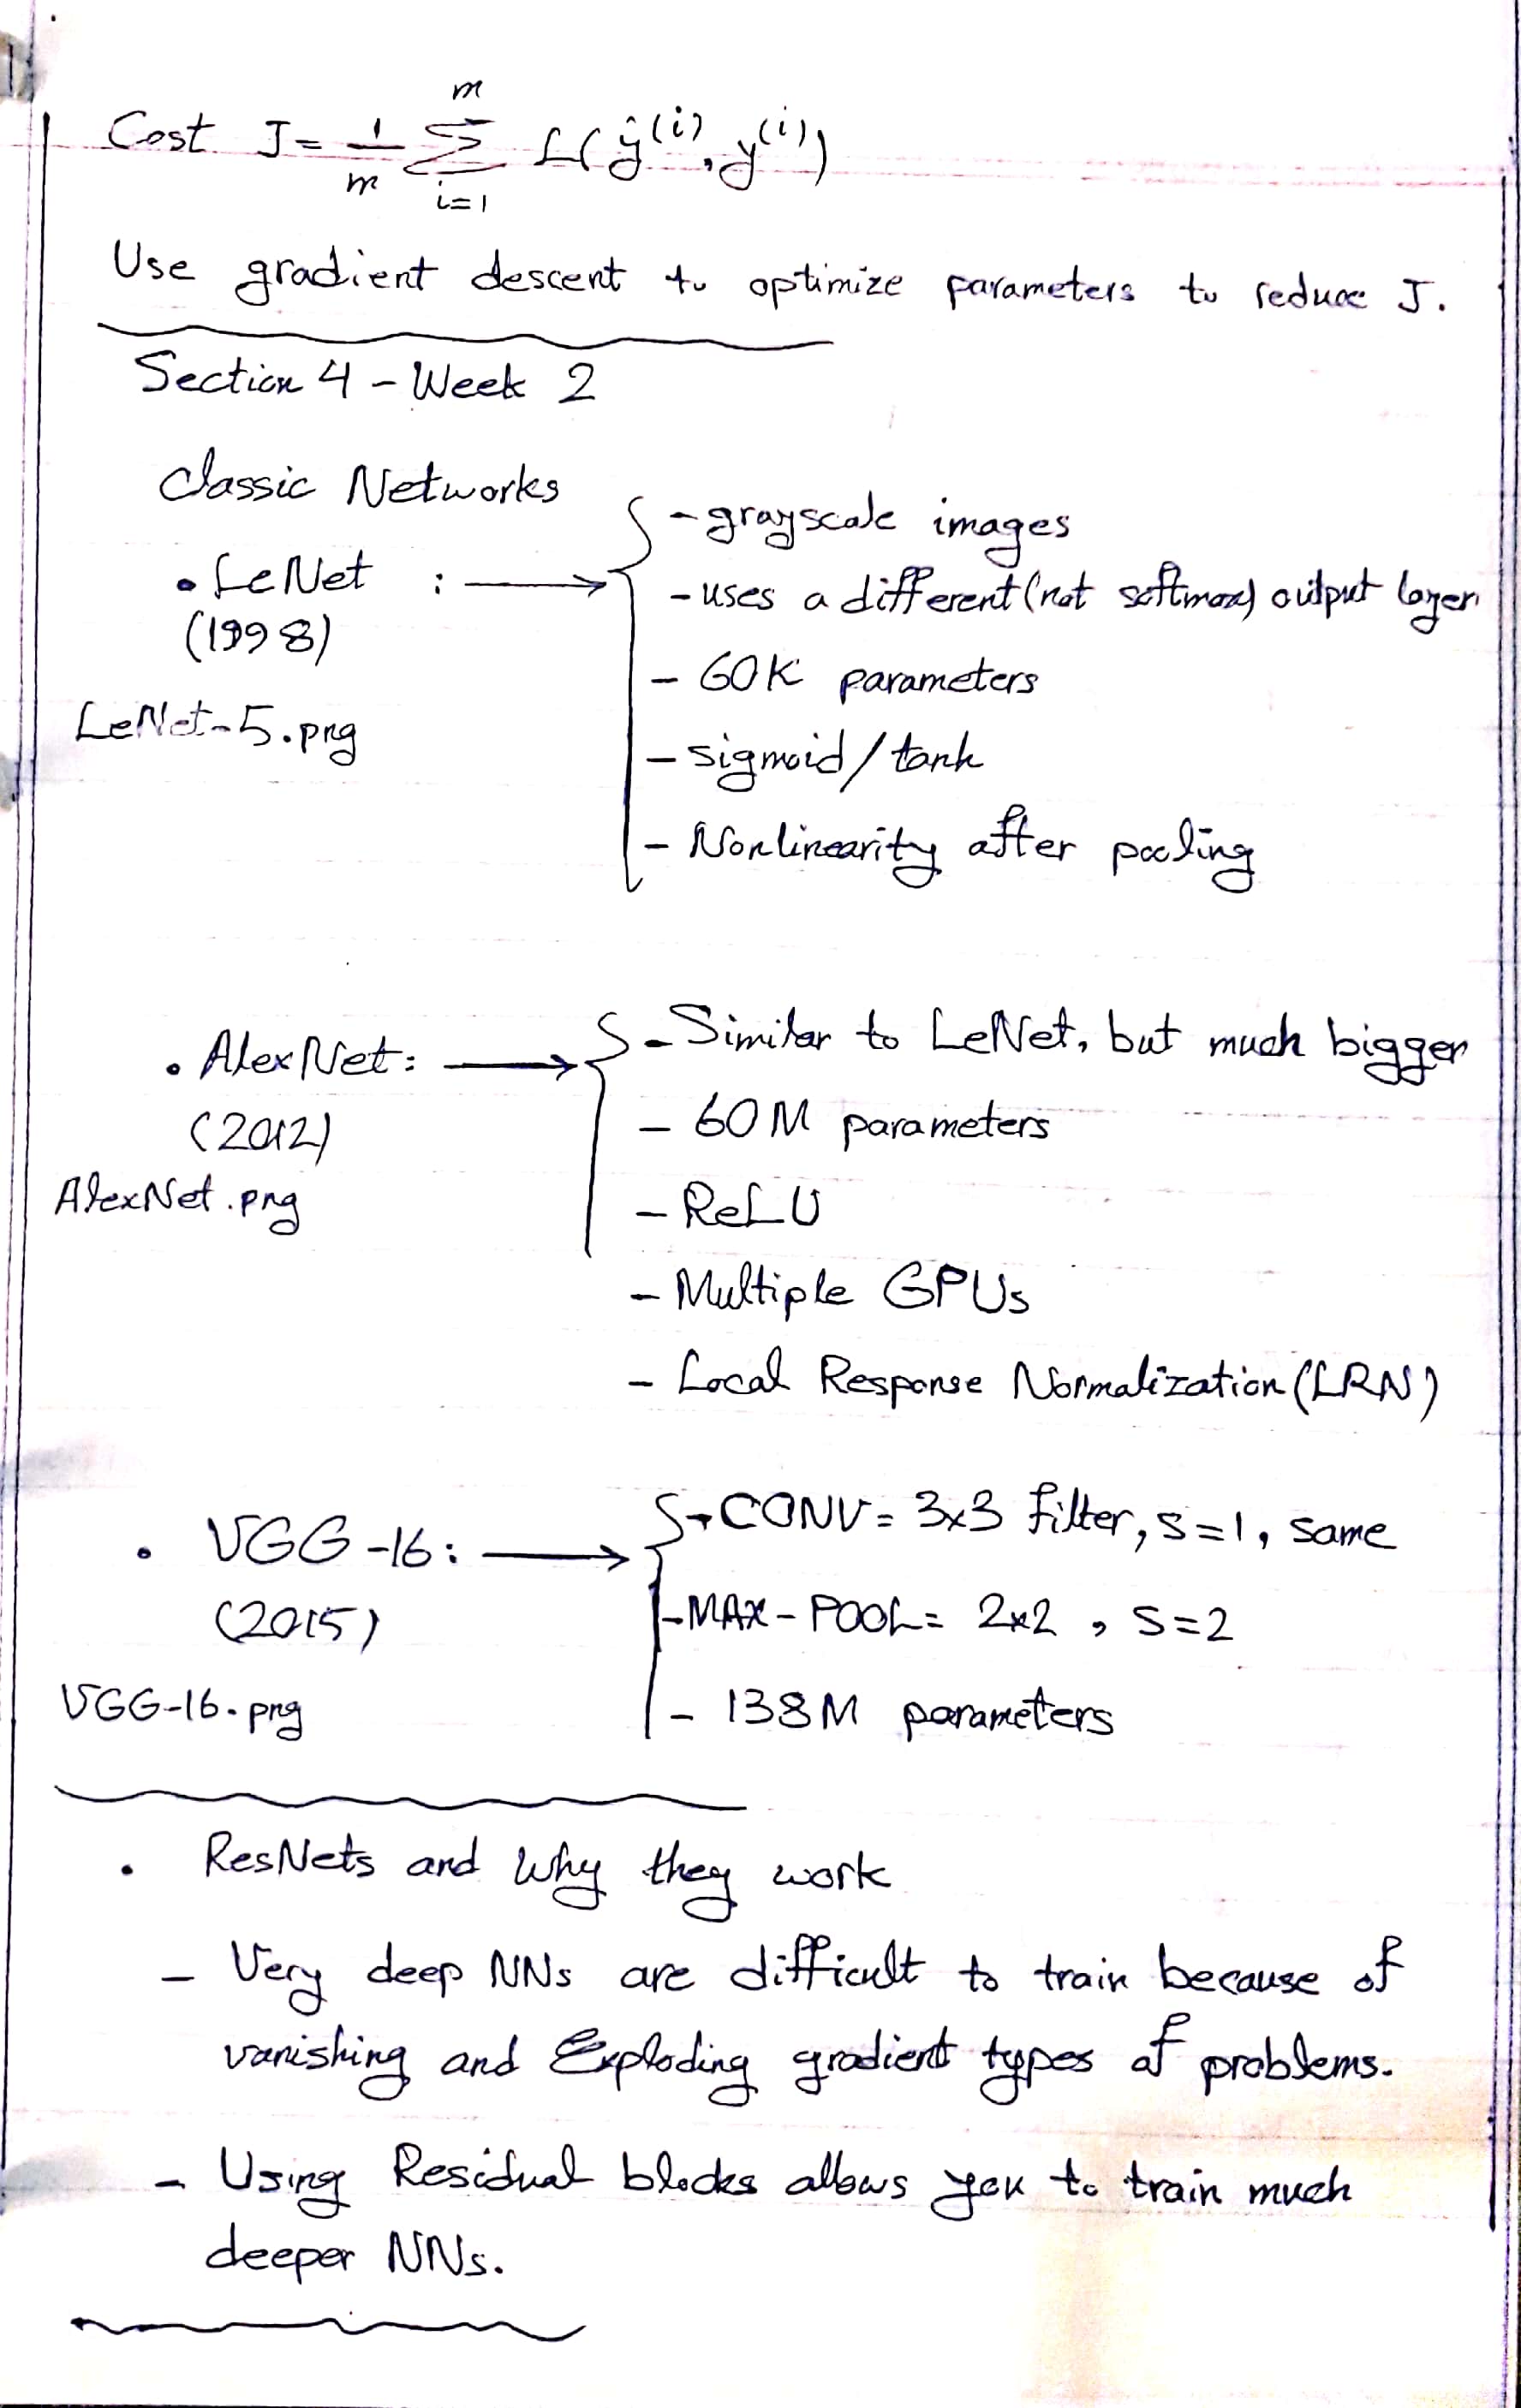 Cost J = 1/m Σ_{i=1}^{m} L(ŷ^(i), y^(i))
Use gradient descent to optimize parameters to reduce J.
Section 4 - Week 2
Classic Networks
• LeNet : →
(1998)
LeNet-5.png
- grayscale images
- uses a different (not softmax) output layer
- 60K parameters
- sigmoid/tanh
- Nonlinearity after pooling
• AlexNet: →
(2012)
AlexNet.png
- Similar to LeNet, but much bigger
- 60M parameters
- ReLU
- Multiple GPUs
- Local Response Normalization (LRN)
• VGG-16: →
(2015)
VGG-16.png
- CONV = 3x3 filter, s=1, same
- MAX-POOL = 2x2, S=2
- 138M parameters
• ResNets and Why they work
- Very deep NNs are difficult to train because of
vanishing and Exploding gradient types of problems.
- Using Residual blocks allows you to train much
deeper NNs.